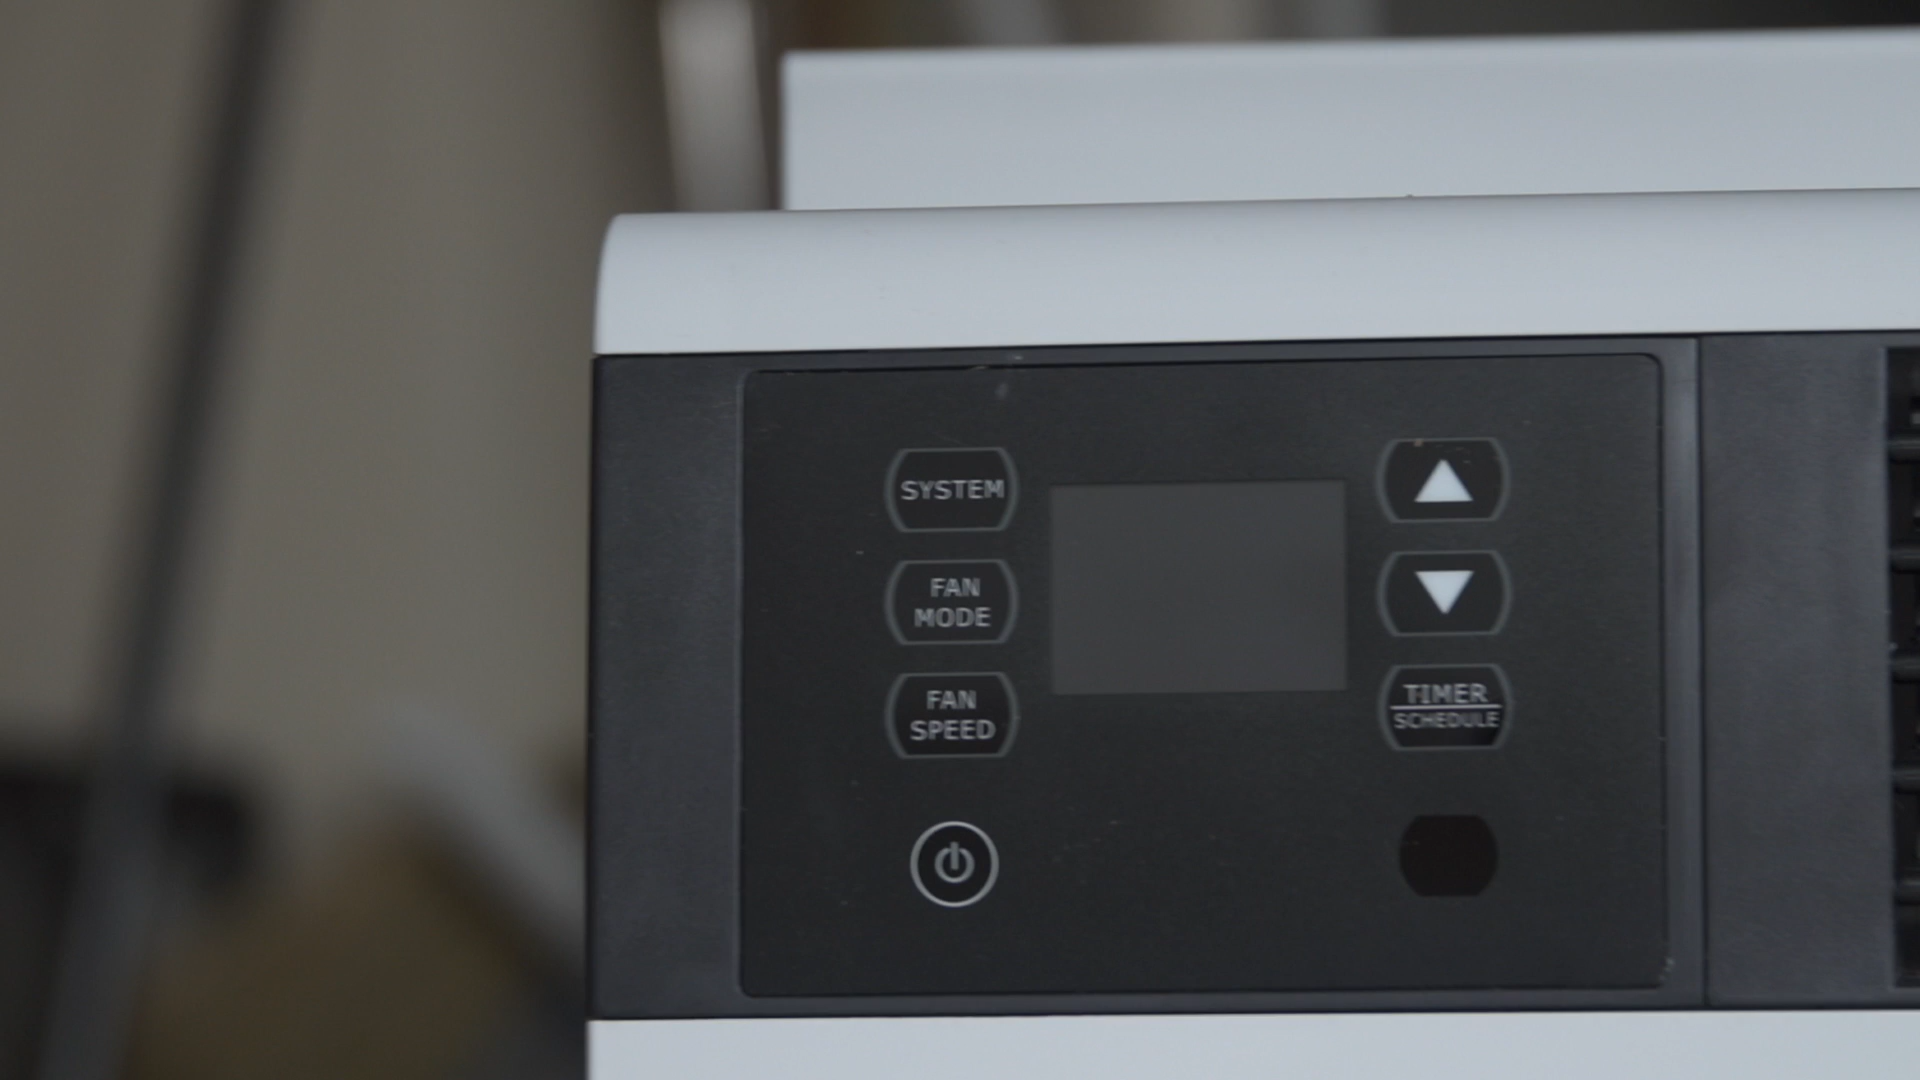 SYSTEM
FAN
MODE
FAN
SPEED
TIMER
SCHEDULE